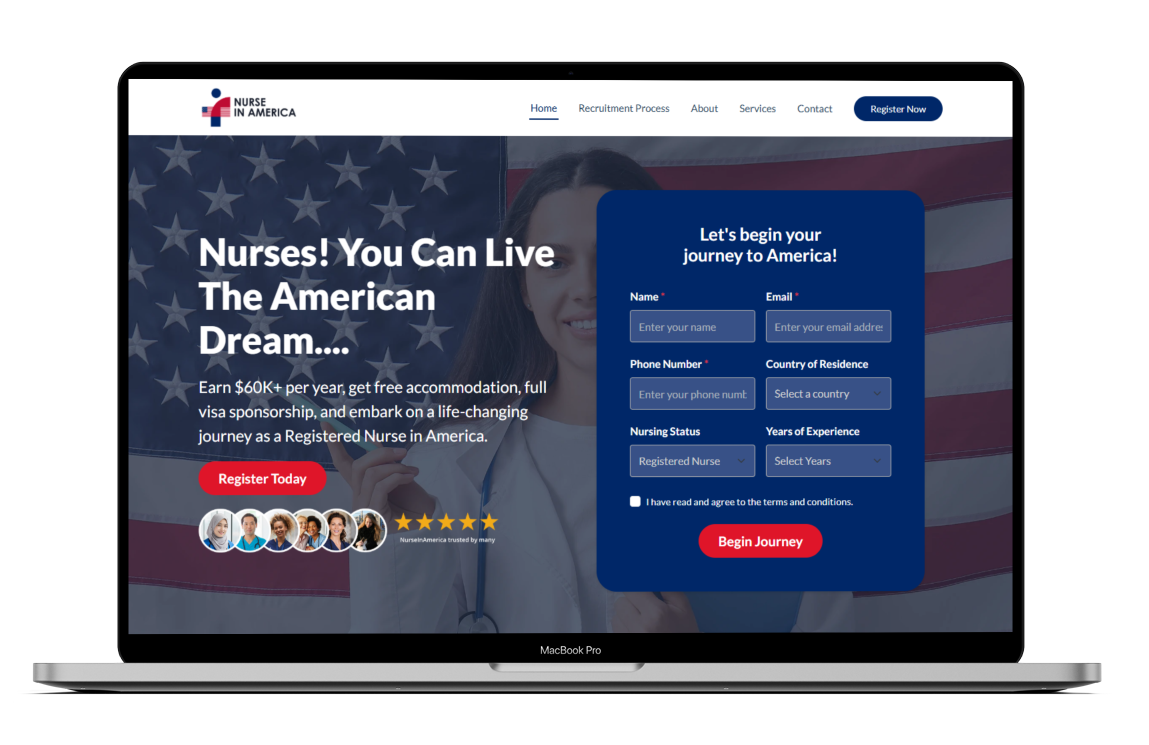 NURSE
IN AMERICA
Home Recruitment Process About Services Contact Register Now
Nurses! You Can Live
The American
Dream....
Earn $60K+ per year, get free accommodation, full
visa sponsorship, and embark on a life-changing
journey as a Registered Nurse in America.
Register Today
NurseInAmerica trusted by many
Let's begin your
journey to America!
Name * Email *
Enter your name Enter your email addre
Phone Number * Country of Residence
Enter your phone numb Select a country
Nursing Status Years of Experience
Registered Nurse Select Years
I have read and agree to the terms and conditions.
Begin Journey
MacBook Pro